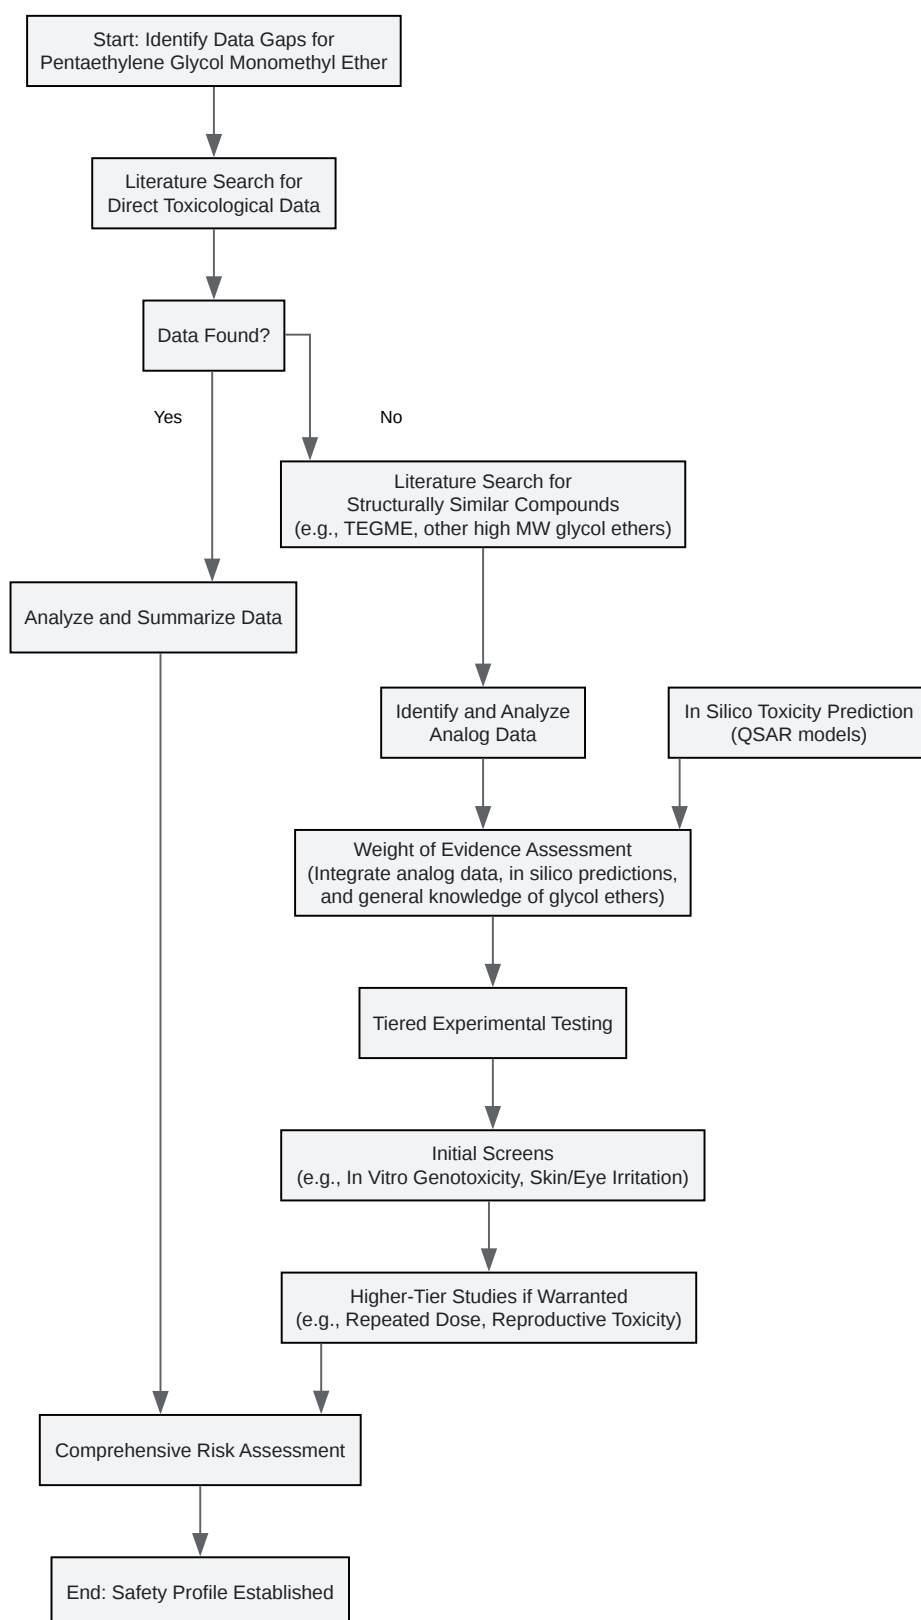 Start: Identify Data Gaps for
Pentaethylene Glycol Monomethyl Ether
Literature Search for
Direct Toxicological Data
Data Found?
Yes
No
Literature Search for
Structurally Similar Compounds
(e.g., TEGME, other high MW glycol ethers)
Analyze and Summarize Data
Identify and Analyze
Analog Data
In Silico Toxicity Prediction
(QSAR models)
Weight of Evidence Assessment
(Integrate analog data, in silico predictions,
and general knowledge of glycol ethers)
Tiered Experimental Testing
Initial Screens
(e.g., In Vitro Genotoxicity, Skin/Eye Irritation)
Higher-Tier Studies if Warranted
(e.g., Repeated Dose, Reproductive Toxicity)
Comprehensive Risk Assessment
End: Safety Profile Established